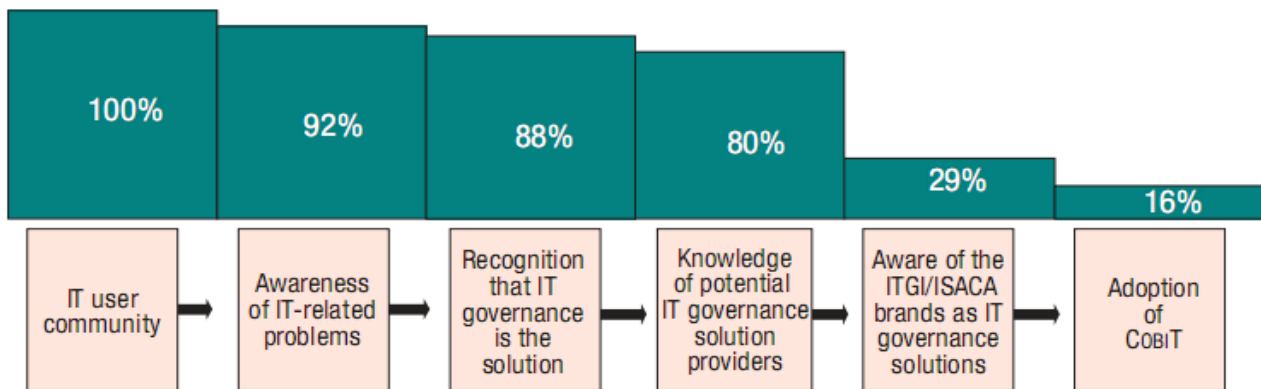 100%
92%
88%
80%
29%
16%
IT user
community
Awareness
of IT-related
problems
Recognition
that IT
governance
is the
solution
Knowledge
of potential
IT governance
solution
providers
Aware of the
ITGI/ISACA
brands as IT
governance
solutions
Adoption
of
COBIT